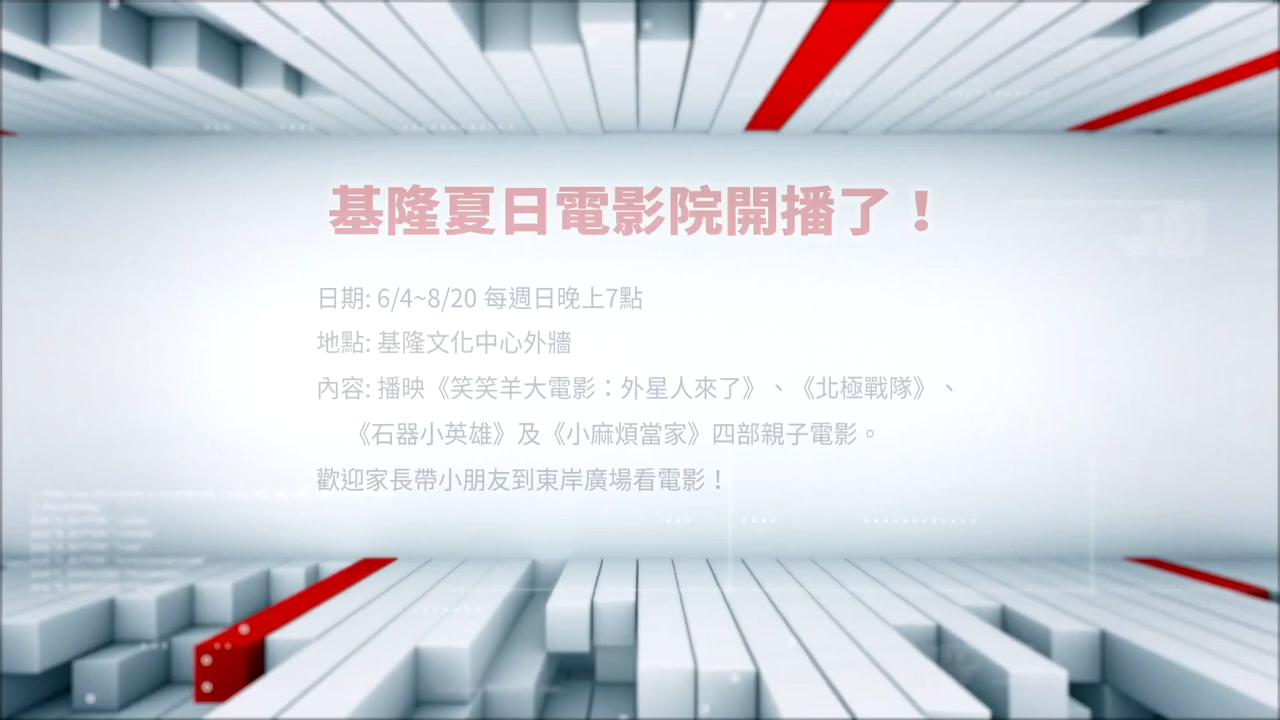 基隆夏日電影院開播了！
日期: 6/4~8/20 每週日晚上7點
地點: 基隆文化中心外牆
內容: 播映《笑笑羊大電影：外星人來了》、《北極戰隊》、
《石器小英雄》及《小麻煩當家》四部親子電影。
歡迎家長帶小朋友到東岸廣場看電影！